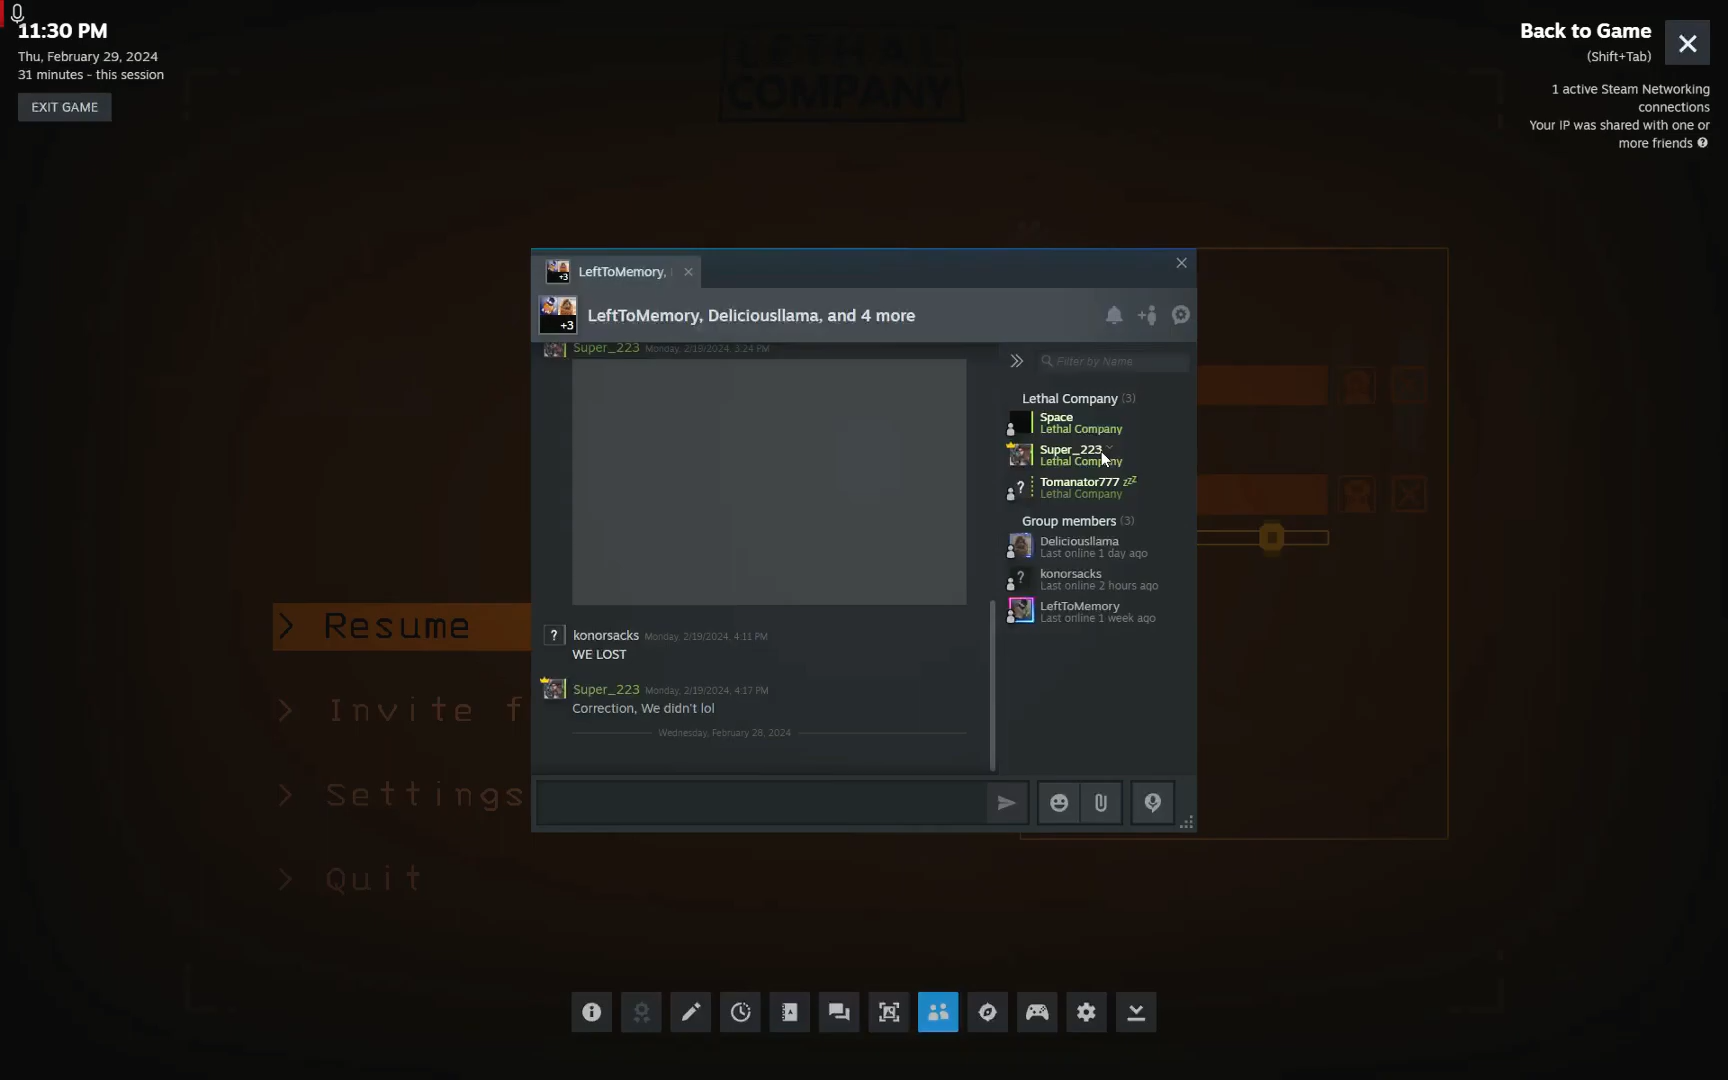 11:30 PM
Thu, February 29, 2024
31 minutes - this session
EXIT GAME
LETHAL
COMPANY
Back to Game
(Shift+Tab)
1 active Steam Networking
connections
Your IP was shared with one or
more friends
LeftToMemory,
+3
LeftToMemory, Deliciousllama, and 4 more
+3
Super_223 Monday, 2/19/2024, 3:24 PM
Filter by Name
Lethal Company (3)
Space
Lethal Company
Super_223
Lethal Company
Tomanator777 zzZ
Lethal Company
Group members (3)
Deliciousllama
Last online 1 day ago
konorsacks
Last online 2 hours ago
LeftToMemory
Last online 1 week ago
konorsacks Monday, 2/19/2024, 4:11 PM
WE LOST
Super_223 Monday, 2/19/2024, 4:17 PM
Correction, We didn't lol
Wednesday, February 28, 2024
> Resume
> Invite f
> Settings
> Quit